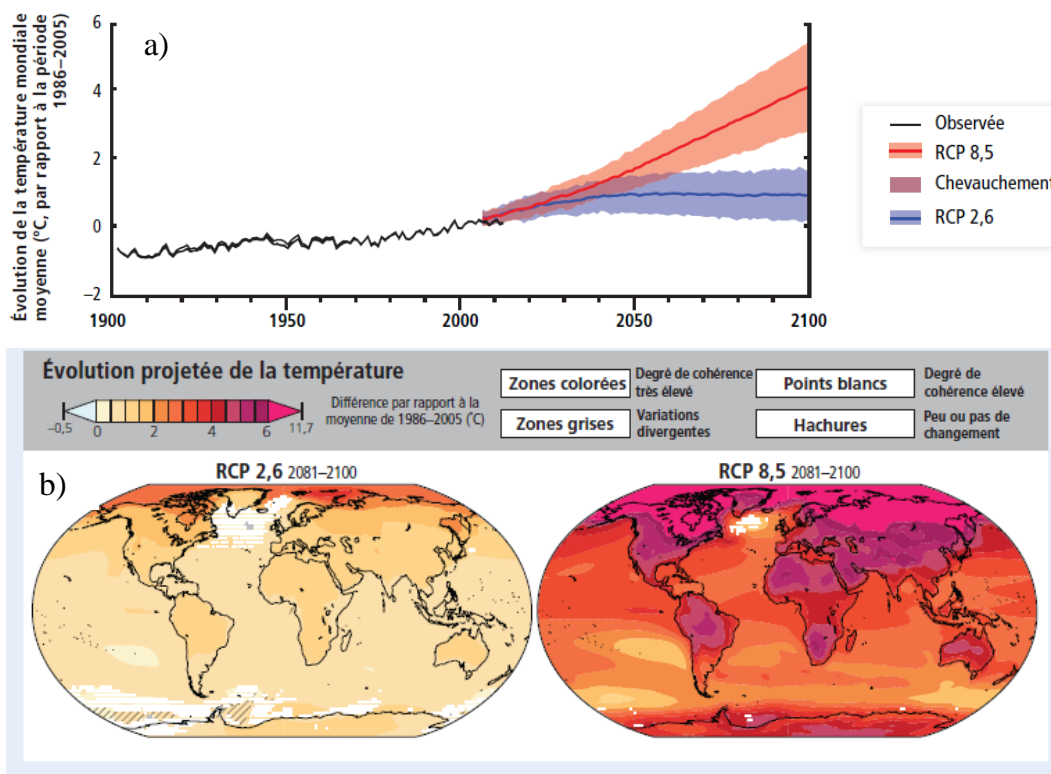 Évolution de la température mondiale
moyenne (°C, par rapport à la période
1986–2005)
a)
6
4
2
0
−2
1900
1950
2000
2050
2100
Observée
RCP 8,5
Chevauchement
RCP 2,6
Évolution projetée de la température
−0,5
0
2
4
6
11,7
Différence par rapport à la
moyenne de 1986–2005 (°C)
Zones colorées
Degré de cohérence
très élevé
Points blancs
Degré de
cohérence élevé
Zones grises
Variations
divergentes
Hachures
Peu ou pas de
changement
b)
RCP 2,6 2081–2100
RCP 8,5 2081–2100